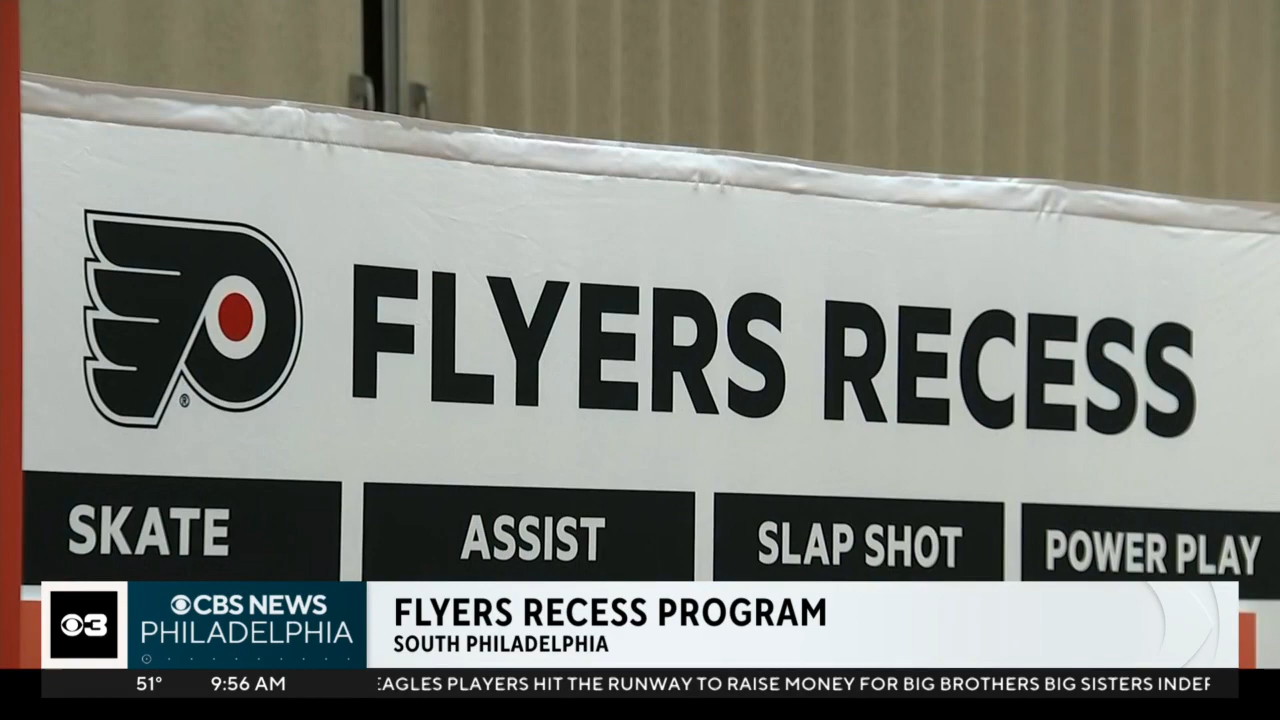 FLYERS RECESS
SKATE
ASSIST
SLAP SHOT
POWER PLAY
3
CBS NEWS
PHILADELPHIA
FLYERS RECESS PROGRAM
SOUTH PHILADELPHIA
51° 9:56 AM EAGLES PLAYERS HIT THE RUNWAY TO RAISE MONEY FOR BIG BROTHERS BIG SISTERS